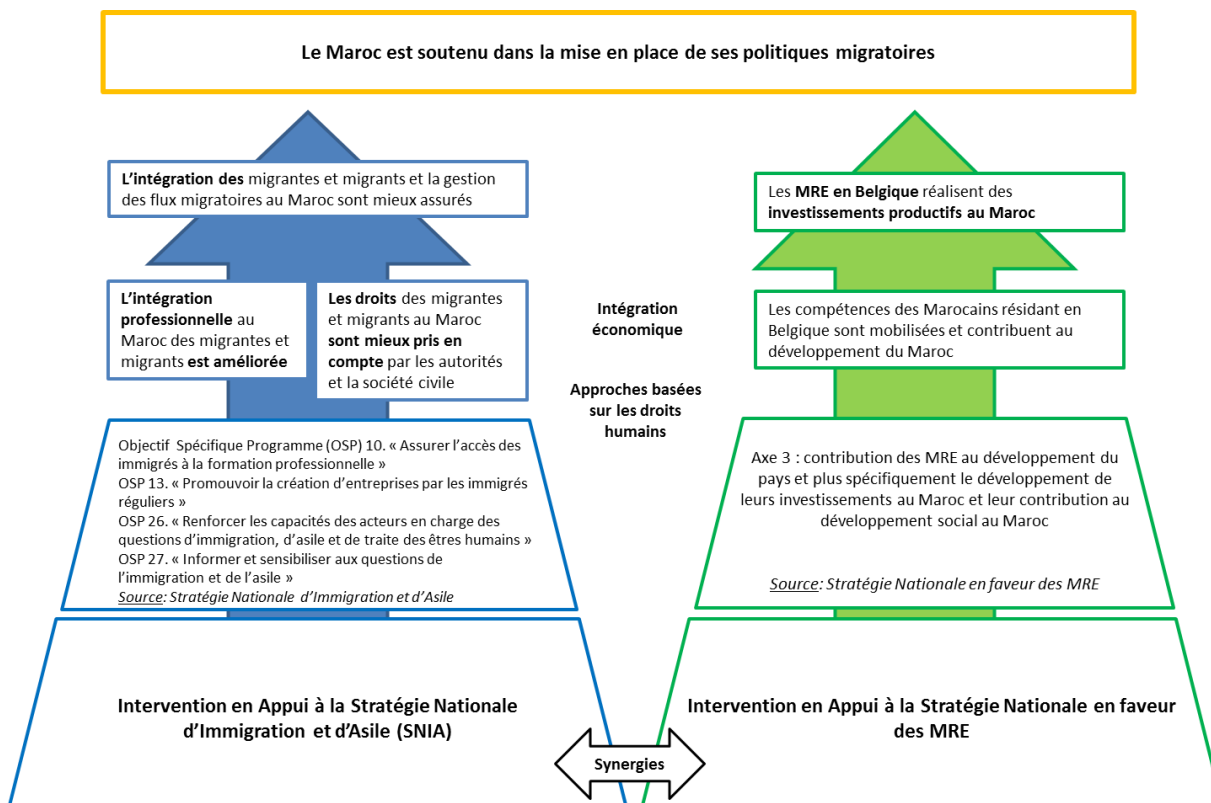 Le Maroc est soutenu dans la mise en place de ses politiques migratoires
L'intégration des migrantes et migrants et la gestion
des flux migratoires au Maroc sont mieux assurés
L'intégration
professionnelle au
Maroc des migrantes et
migrants est améliorée
Les droits des migrantes
et migrants au Maroc
sont mieux pris en
compte par les autorités
et la société civile
Objectif Spécifique Programme (OSP) 10. « Assurer l'accès des
immigrés à la formation professionnelle »
OSP 13. « Promouvoir la création d'entreprises par les immigrés
réguliers »
OSP 26. « Renforcer les capacités des acteurs en charge des
questions d'immigration, d'asile et de traite des êtres humains »
OSP 27. « Informer et sensibiliser aux questions de
l'immigration et de l'asile »
Source: Stratégie Nationale d'Immigration et d'Asile
Intervention en Appui à la Stratégie Nationale
d'Immigration et d'Asile (SNIA)
Intégration
économique
Approches basées
sur les droits
humains
Synergies
Les MRE en Belgique réalisent des
investissements productifs au Maroc
Les compétences des Marocains résidant en
Belgique sont mobilisées et contribuent au
développement du Maroc
Axe 3 : contribution des MRE au développement du
pays et plus spécifiquement le développement de
leurs investissements au Maroc et leur contribution au
développement social au Maroc
Source: Stratégie Nationale en faveur des MRE
Intervention en Appui à la Stratégie Nationale en faveur
des MRE